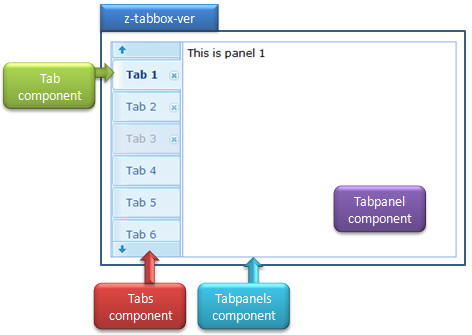 z-tabbox-ver
This is panel 1
Tab 1
Tab
component
Tab 2
Tab 3
Tab 4
Tab 5
Tab 6
Tabpanel
component
Tabs
component
Tabpanels
component